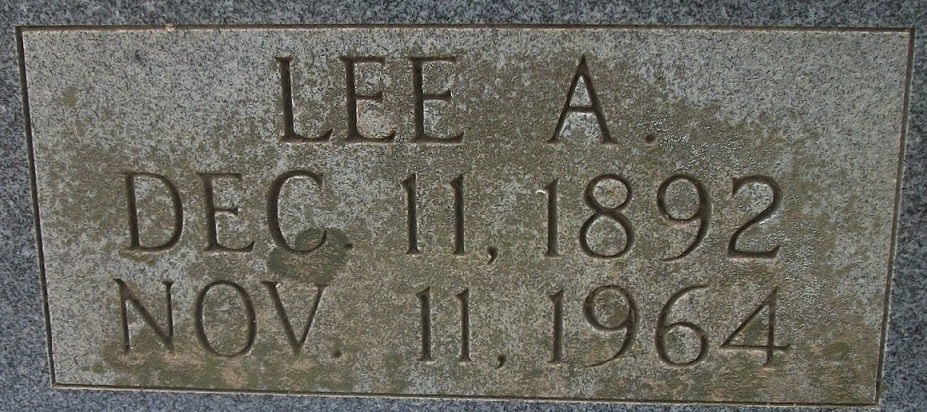 LEE A.
DEC. 11, 1892
NOV. 11, 1964